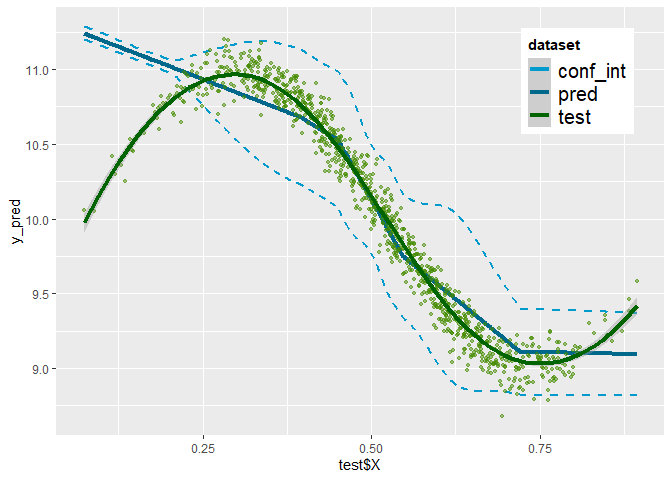 dataset
conf_int
pred
test
11.0
10.5
10.0
9.5
9.0
y_pred
0.25
0.50
0.75
test$X